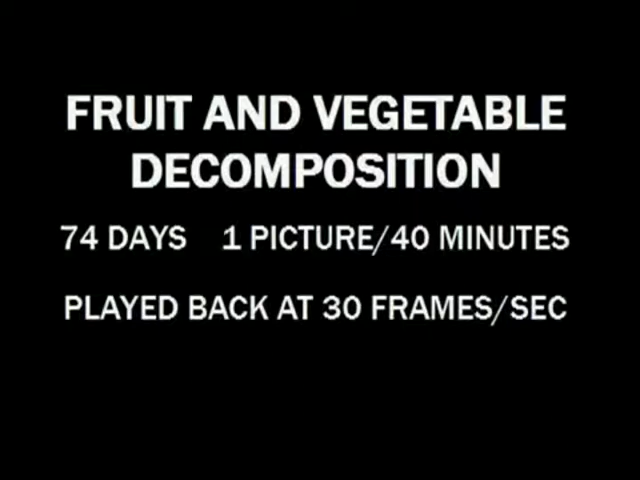 FRUIT AND VEGETABLE
DECOMPOSITION
74 DAYS 1 PICTURE/40 MINUTES
PLAYED BACK AT 30 FRAMES/SEC